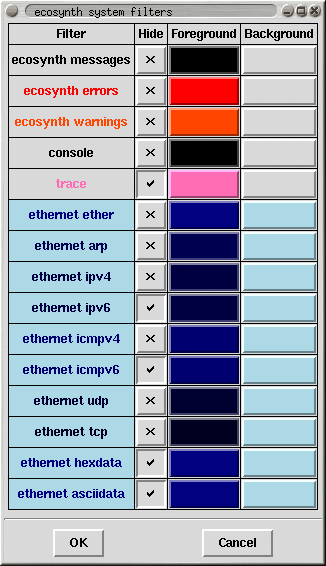 ecosynth system filters
Filter Hide Foreground Background
ecosynth messages
ecosynth errors
ecosynth warnings
console
trace
ethernet ether
ethernet arp
ethernet ipv4
ethernet ipv6
ethernet icmpv4
ethernet icmpv6
ethernet udp
ethernet tcp
ethernet hexdata
ethernet asciidata
OK Cancel